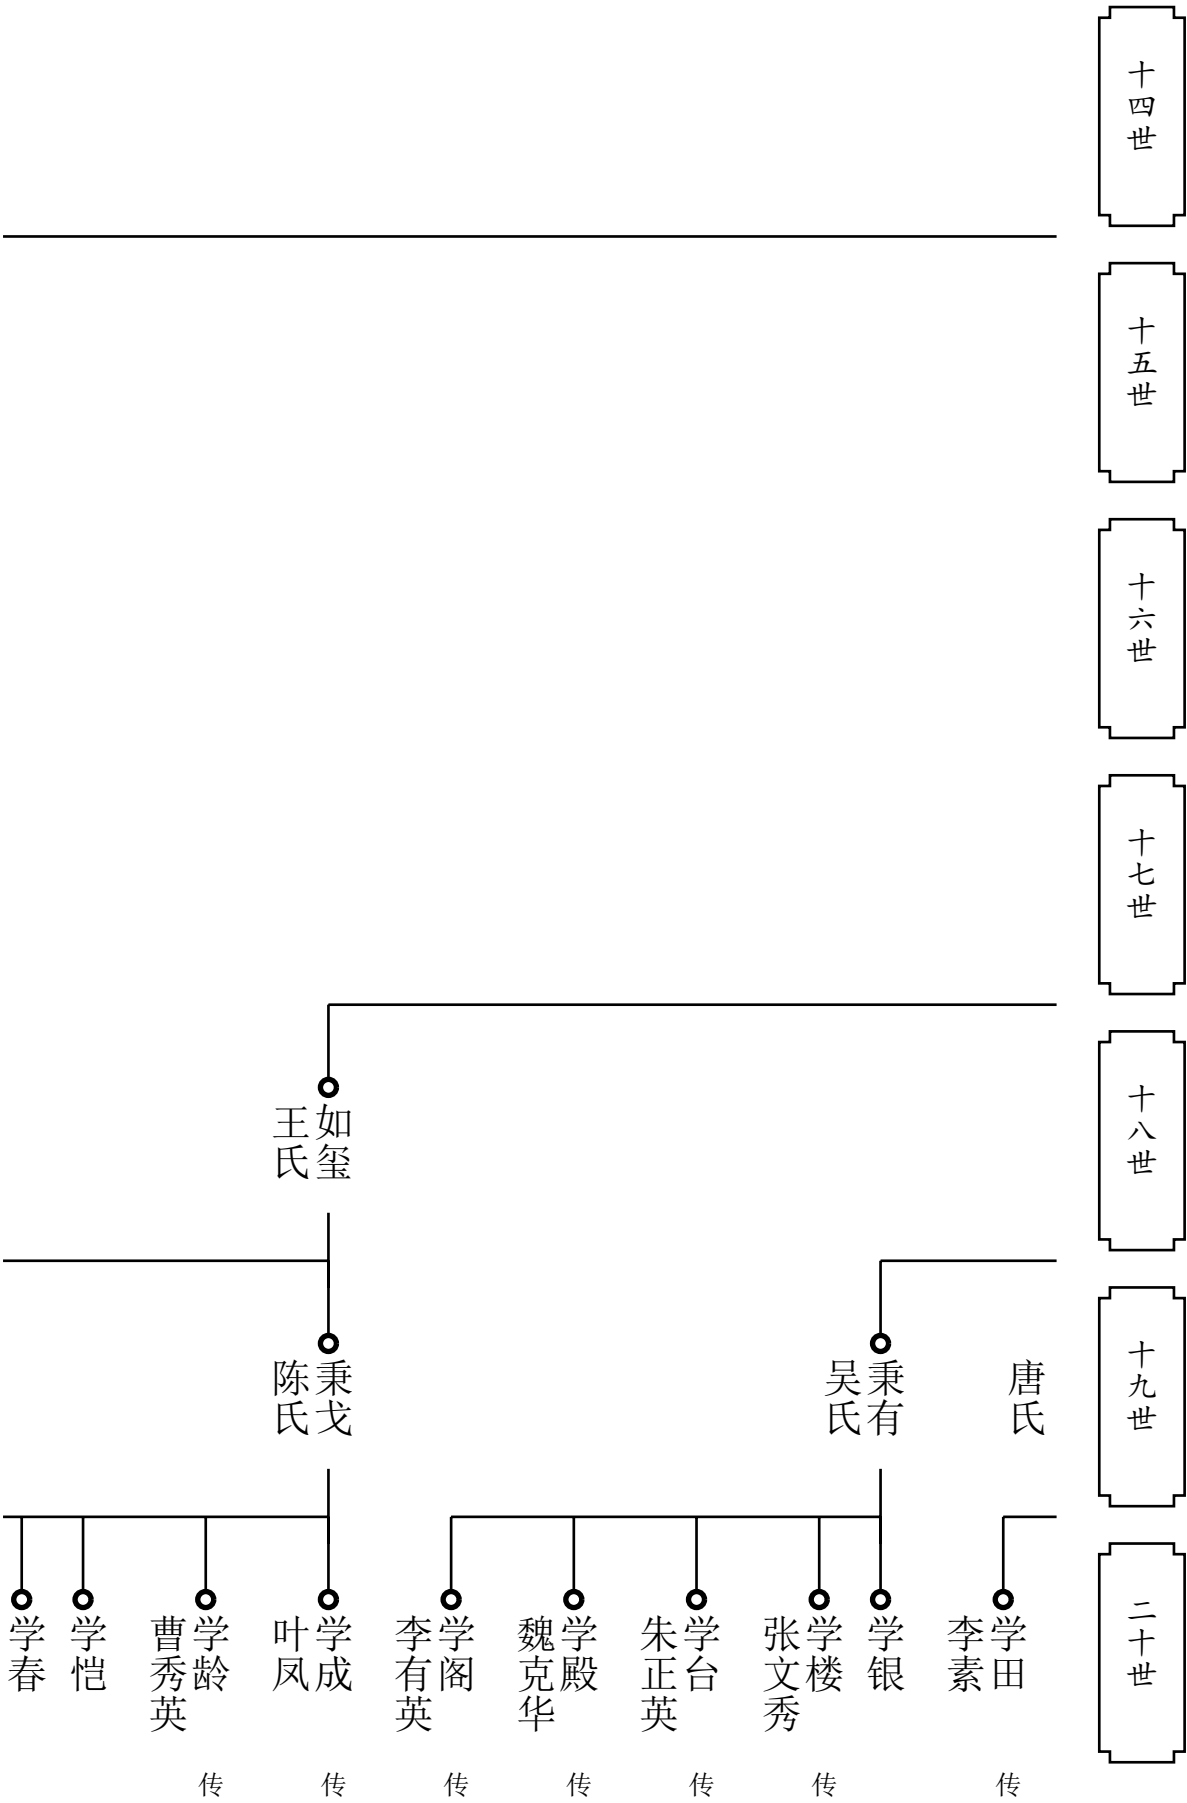 十四世
十五世
十六世
十七世
十八世
十九世
二十世
如玺
王氏
唐氏
秉有
吴氏
秉戈
陈氏
学田
李素
学银
学楼
张文秀
学台
朱正英
学殿
魏克华
学阁
李有英
学成
叶凤
学龄
曹秀英
学恺
学春
传
传
传
传
传
传
传